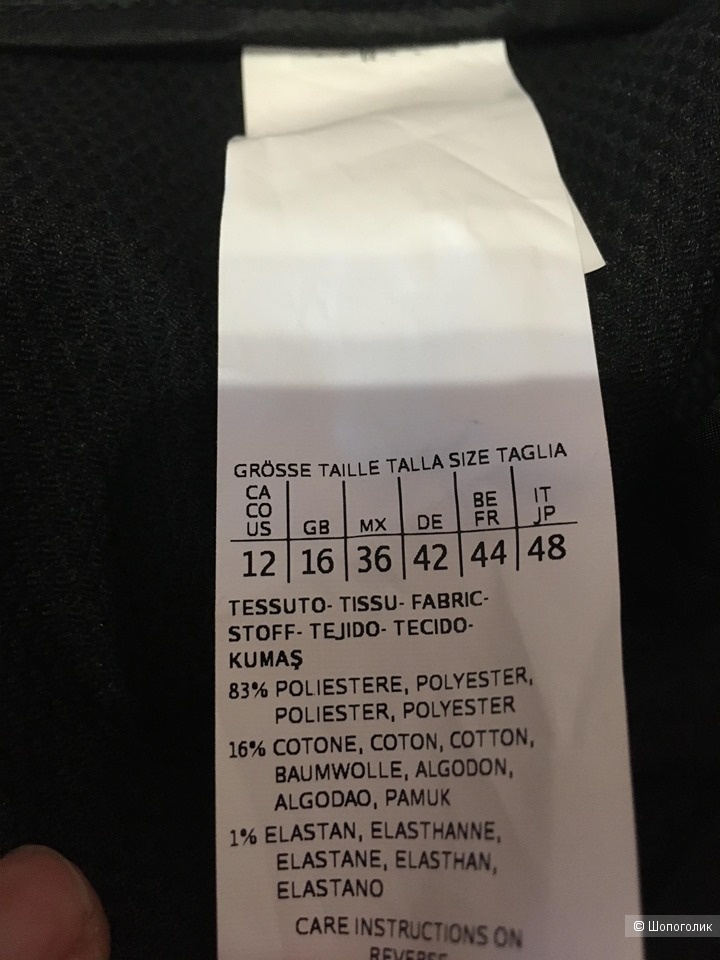 GRÖSSE TAILLE TALLA SIZE TAGLIA
CA CO US GB MX DE BE FR IT JP
12 16 36 42 44 48
TESSUTO- TISSU- FABRIC-
STOFF- TEJIDO- TECIDO-
KUMAŞ
83% POLIESTERE, POLYESTER,
POLIESTER, POLYESTER
16% COTONE, COTON, COTTON,
BAUMWOLLE, ALGODON,
ALGODAO, PAMUK
1% ELASTAN, ELASTHANNE,
ELASTANE, ELASTHAN,
ELASTANO
CARE INSTRUCTIONS ON
REVERSE
© Шопоголик